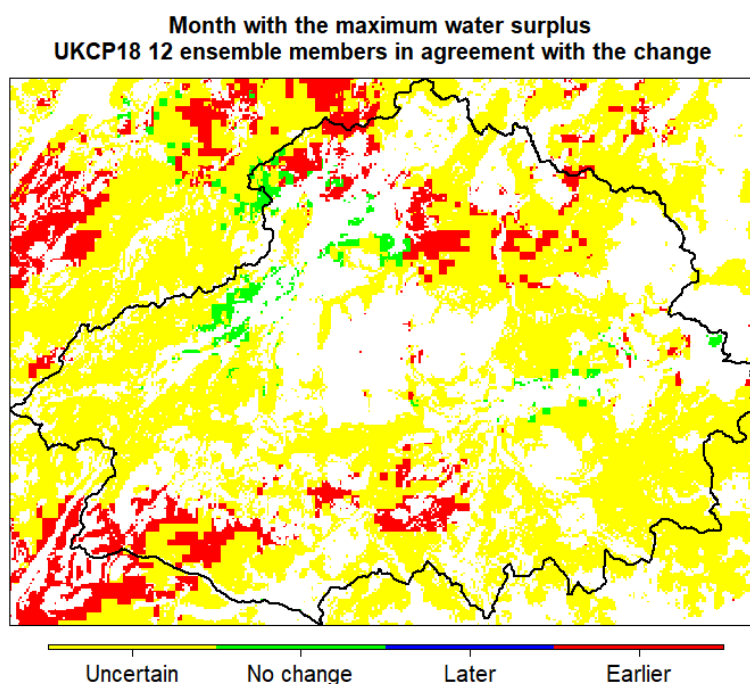 Month with the maximum water surplus
UKCP18 12 ensemble members in agreement with the change
Uncertain No change Later Earlier